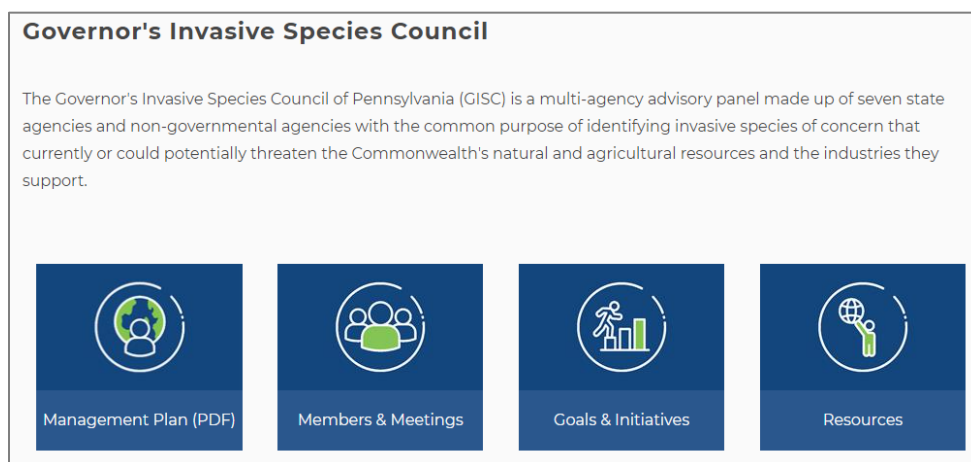 Governor's Invasive Species Council
The Governor's Invasive Species Council of Pennsylvania (GISC) is a multi-agency advisory panel made up of seven state
agencies and non-governmental agencies with the common purpose of identifying invasive species of concern that
currently or could potentially threaten the Commonwealth's natural and agricultural resources and the industries they
support.
Management Plan (PDF)
Members & Meetings
Goals & Initiatives
Resources